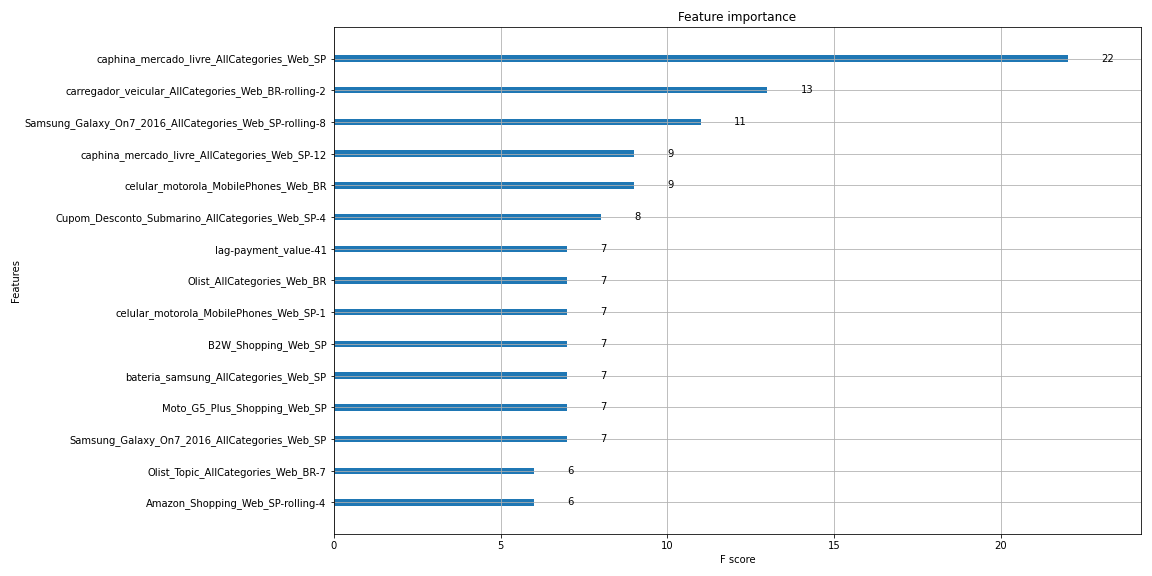 Feature importance
caphina_mercado_livre_AllCategories_Web_SP 22
carregador_veicular_AllCategories_Web_BR-rolling-2 13
Samsung_Galaxy_On7_2016_AllCategories_Web_SP-rolling-8 11
caphina_mercado_livre_AllCategories_Web_SP-12 9
celular_motorola_MobilePhones_Web_BR 9
Cupom_Desconto_Submarino_AllCategories_Web_SP-4 8
lag-payment_value-41 7
Olist_AllCategories_Web_BR 7
celular_motorola_MobilePhones_Web_SP-1 7
B2W_Shopping_Web_SP 7
bateria_samsung_AllCategories_Web_SP 7
Moto_G5_Plus_Shopping_Web_SP 7
Samsung_Galaxy_On7_2016_AllCategories_Web_SP 7
Olist_Topic_AllCategories_Web_BR-7 6
Amazon_Shopping_Web_SP-rolling-4 6
Features
0 5 10 15 20
F score